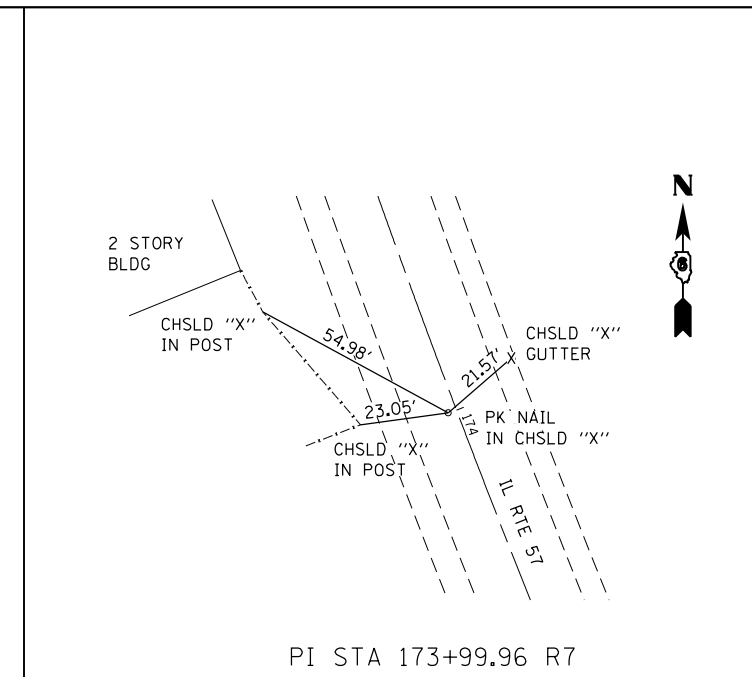 N
6
2 STORY
BLDG
CHSLD "X"
IN POST
54.98'
CHSLD "X"
GUTTER
21.57'
23.05'
174
PK NAIL
IN CHSLD "X"
CHSLD "X"
IN POST
IL RTE 57
PI STA 173+99.96 R7